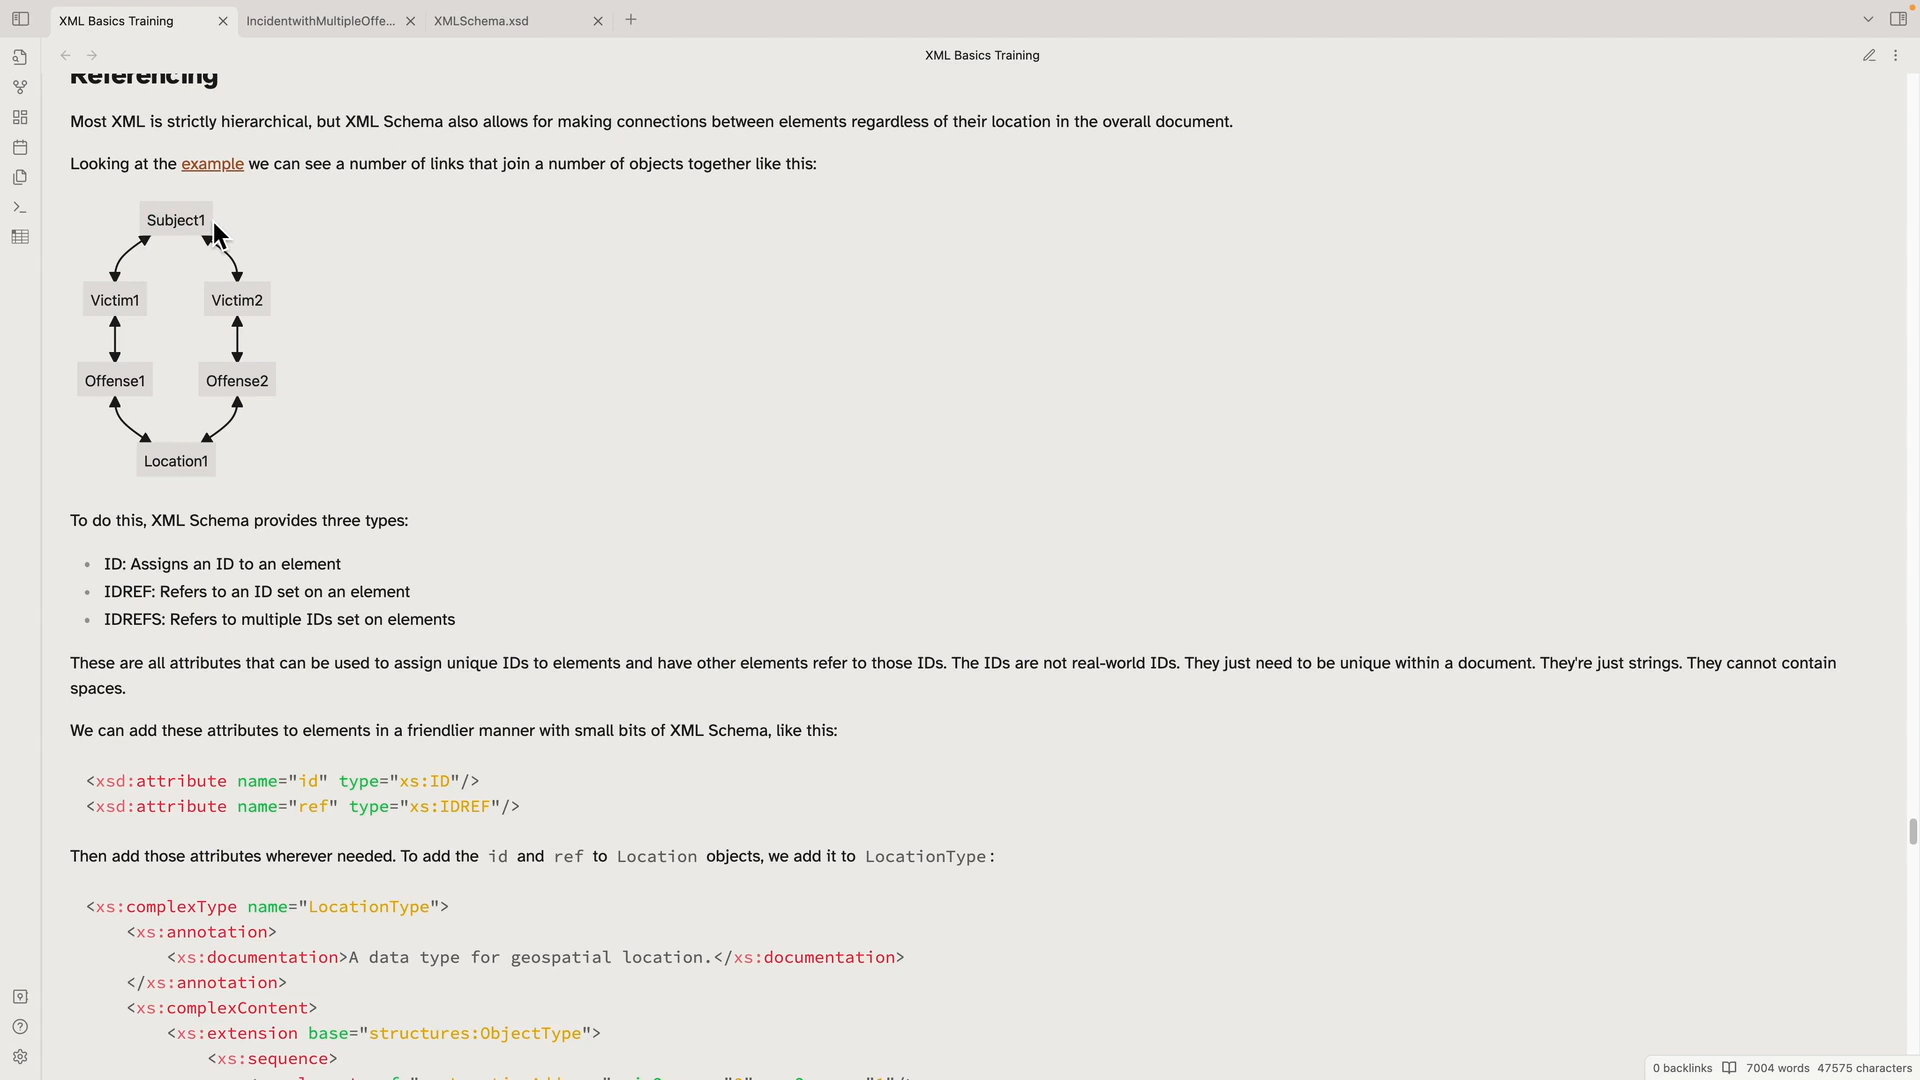 XML Basics Training
IncidentwithMultipleOffe...
XMLSchema.xsd
XML Basics Training
Referencing
Most XML is strictly hierarchical, but XML Schema also allows for making connections between elements regardless of their location in the overall document.
Looking at the example we can see a number of links that join a number of objects together like this:
Subject1
Victim1 Victim2
Offense1 Offense2
Location1
To do this, XML Schema provides three types:
• ID: Assigns an ID to an element
• IDREF: Refers to an ID set on an element
• IDREFS: Refers to multiple IDs set on elements
These are all attributes that can be used to assign unique IDs to elements and have other elements refer to those IDs. The IDs are not real-world IDs. They just need to be unique within a document. They're just strings. They cannot contain
spaces.
We can add these attributes to elements in a friendlier manner with small bits of XML Schema, like this:
<xsd:attribute name="id" type="xs:ID"/>
<xsd:attribute name="ref" type="xs:IDREF"/>
Then add those attributes wherever needed. To add the id and ref to Location objects, we add it to LocationType:
<xs:complexType name="LocationType">
<xs:annotation>
<xs:documentation>A data type for geospatial location.</xs:documentation>
</xs:annotation>
<xs:complexContent>
<xs:extension base="structures:ObjectType">
<xs:sequence>
0 backlinks 7004 words 47575 characters